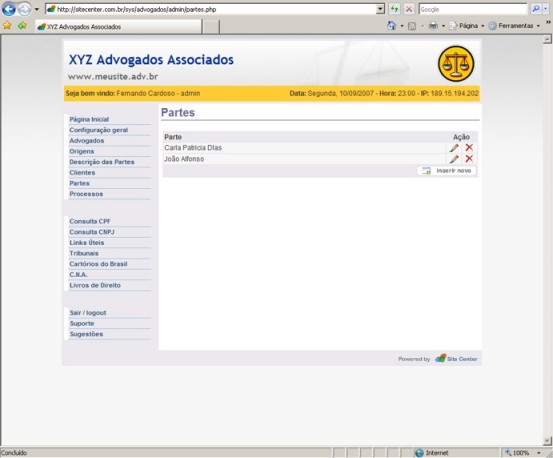 http://sitecenter.com.br/sys/advogados/admin/partes.php
Google
XYZ Advogados Associados
Página
Ferramentas
XYZ Advogados Associados
www.meusite.adv.br
Seja bem vindo: Fernando Cardoso - admin
Data: Segunda, 10/09/2007 - Hora: 23:00 - IP: 189.15.194.202
Página Inicial
Configuração geral
Advogados
Origens
Descrição das Partes
Clientes
Partes
Processos
Consulta CPF
Consulta CNPJ
Links Úteis
Tribunais
Cartórios do Brasil
C.N.A.
Livros de Direito
Sair / logout
Suporte
Sugestões
Partes
Parte Ação
Carla Patricia Dias
João Alfonso
Inserir novo
Powered by Site Center
Concluído
Internet
100%